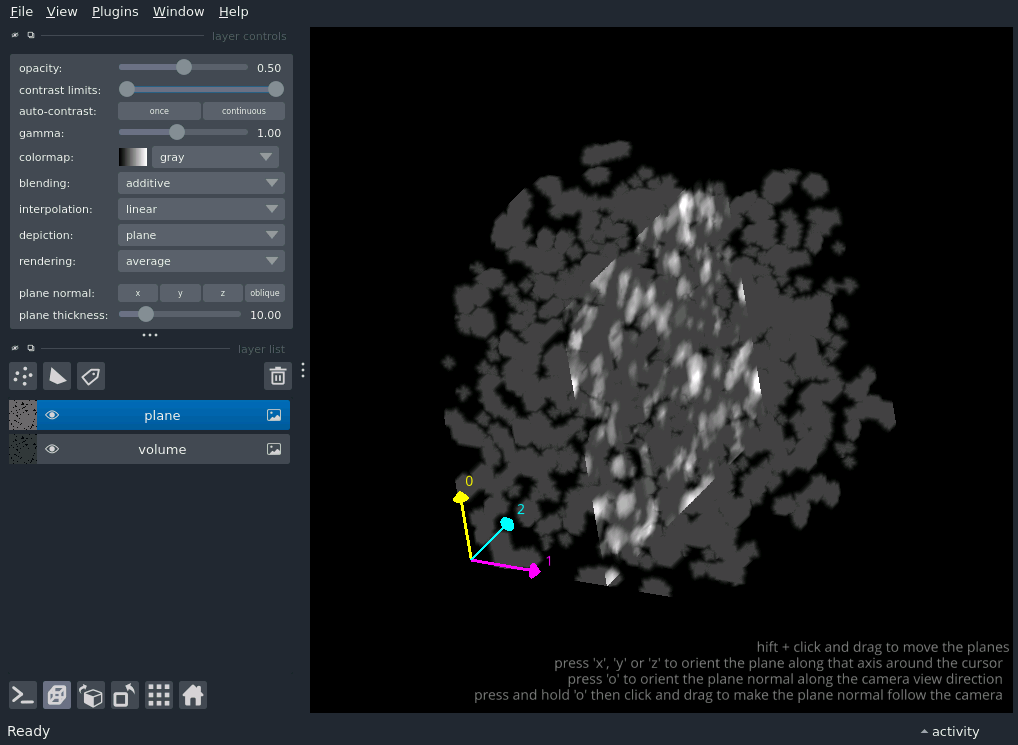 File View Plugins Window Help
layer controls
opacity: 0.50
contrast limits:
auto-contrast: once continuous
gamma: 1.00
colormap: gray
blending: additive
interpolation: linear
depiction: plane
rendering: average
plane normal: x y z oblique
plane thickness: 10.00
layer list
plane
volume
0
2
1
hift + click and drag to move the planes
press 'x', 'y' or 'z' to orient the plane along that axis around the cursor
press 'o' to orient the plane normal along the camera view direction
press and hold 'o' then click and drag to make the plane normal follow the camera
Ready activity